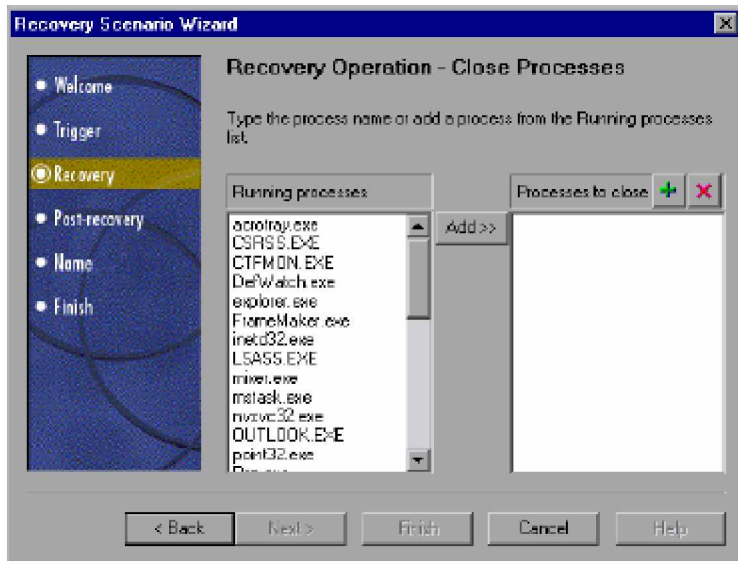 Recovery Scenario Wizard
Welcome
Trigger
Recovery
Post-recovery
Name
Finish
Recovery Operation - Close Processes
Type the process name or add a process from the Running processes
list.
Running processes
Processes to close
Add >>
acrotray.exe
CSRSS.EXE
CTFMON.EXE
DefWatch.exe
explorer.exe
FrameMaker.exe
inetd32.exe
LSASS.EXE
mixer.exe
mstask.exe
nvsvc32.exe
OUTLOOK.EXE
point32.exe
< Back
Next >
Finish
Cancel
Help